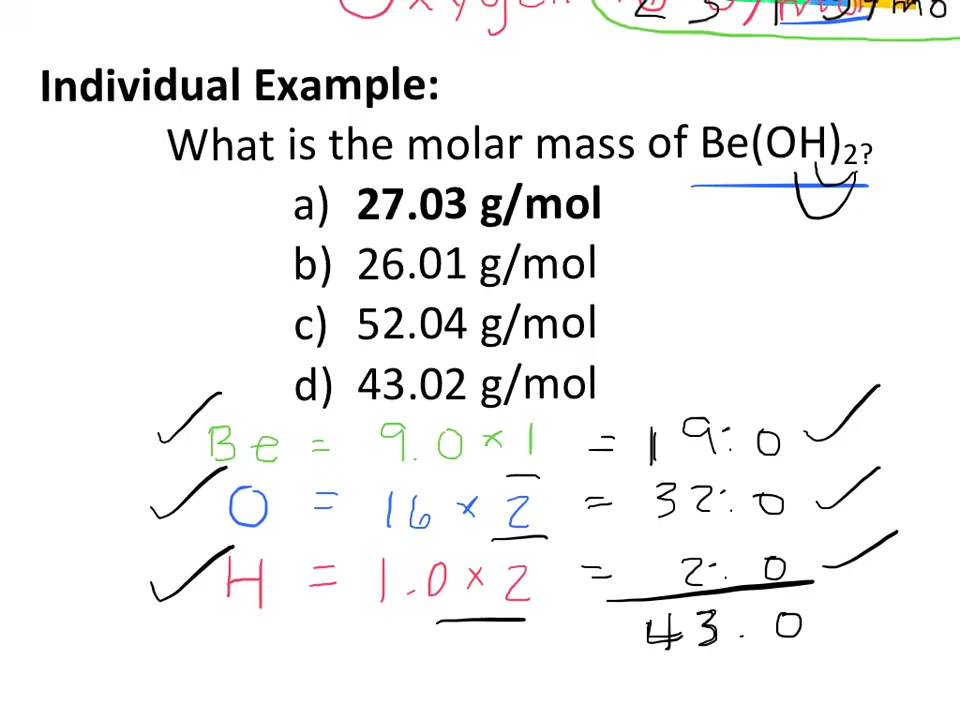 Oxygen
Individual Example:
What is the molar mass of Be(OH)2?
a) 27.03 g/mol
b) 26.01 g/mol
c) 52.04 g/mol
d) 43.02 g/mol
Be = 9.0 x 1 = 19.0
O = 16 x 2 = 32.0
H = 1.0 x 2 = 2.0
43.0